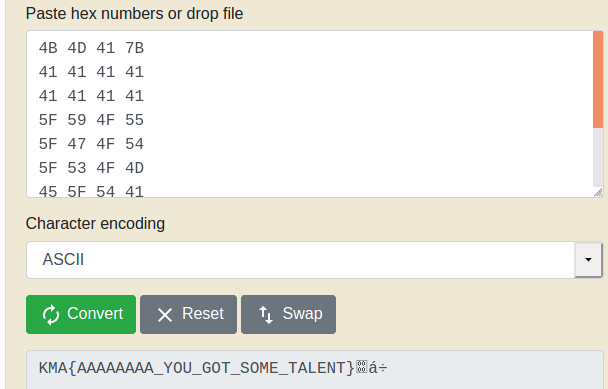 Paste hex numbers or drop file
4B 4D 41 7B
41 41 41 41
41 41 41 41
5F 59 4F 55
5F 47 4F 54
5F 53 4F 4D
45 5F 54 41
Character encoding
ASCII
Convert
Reset
Swap
KMA{AAAAAAAA_YOU_GOT_SOME_TALENT}á÷